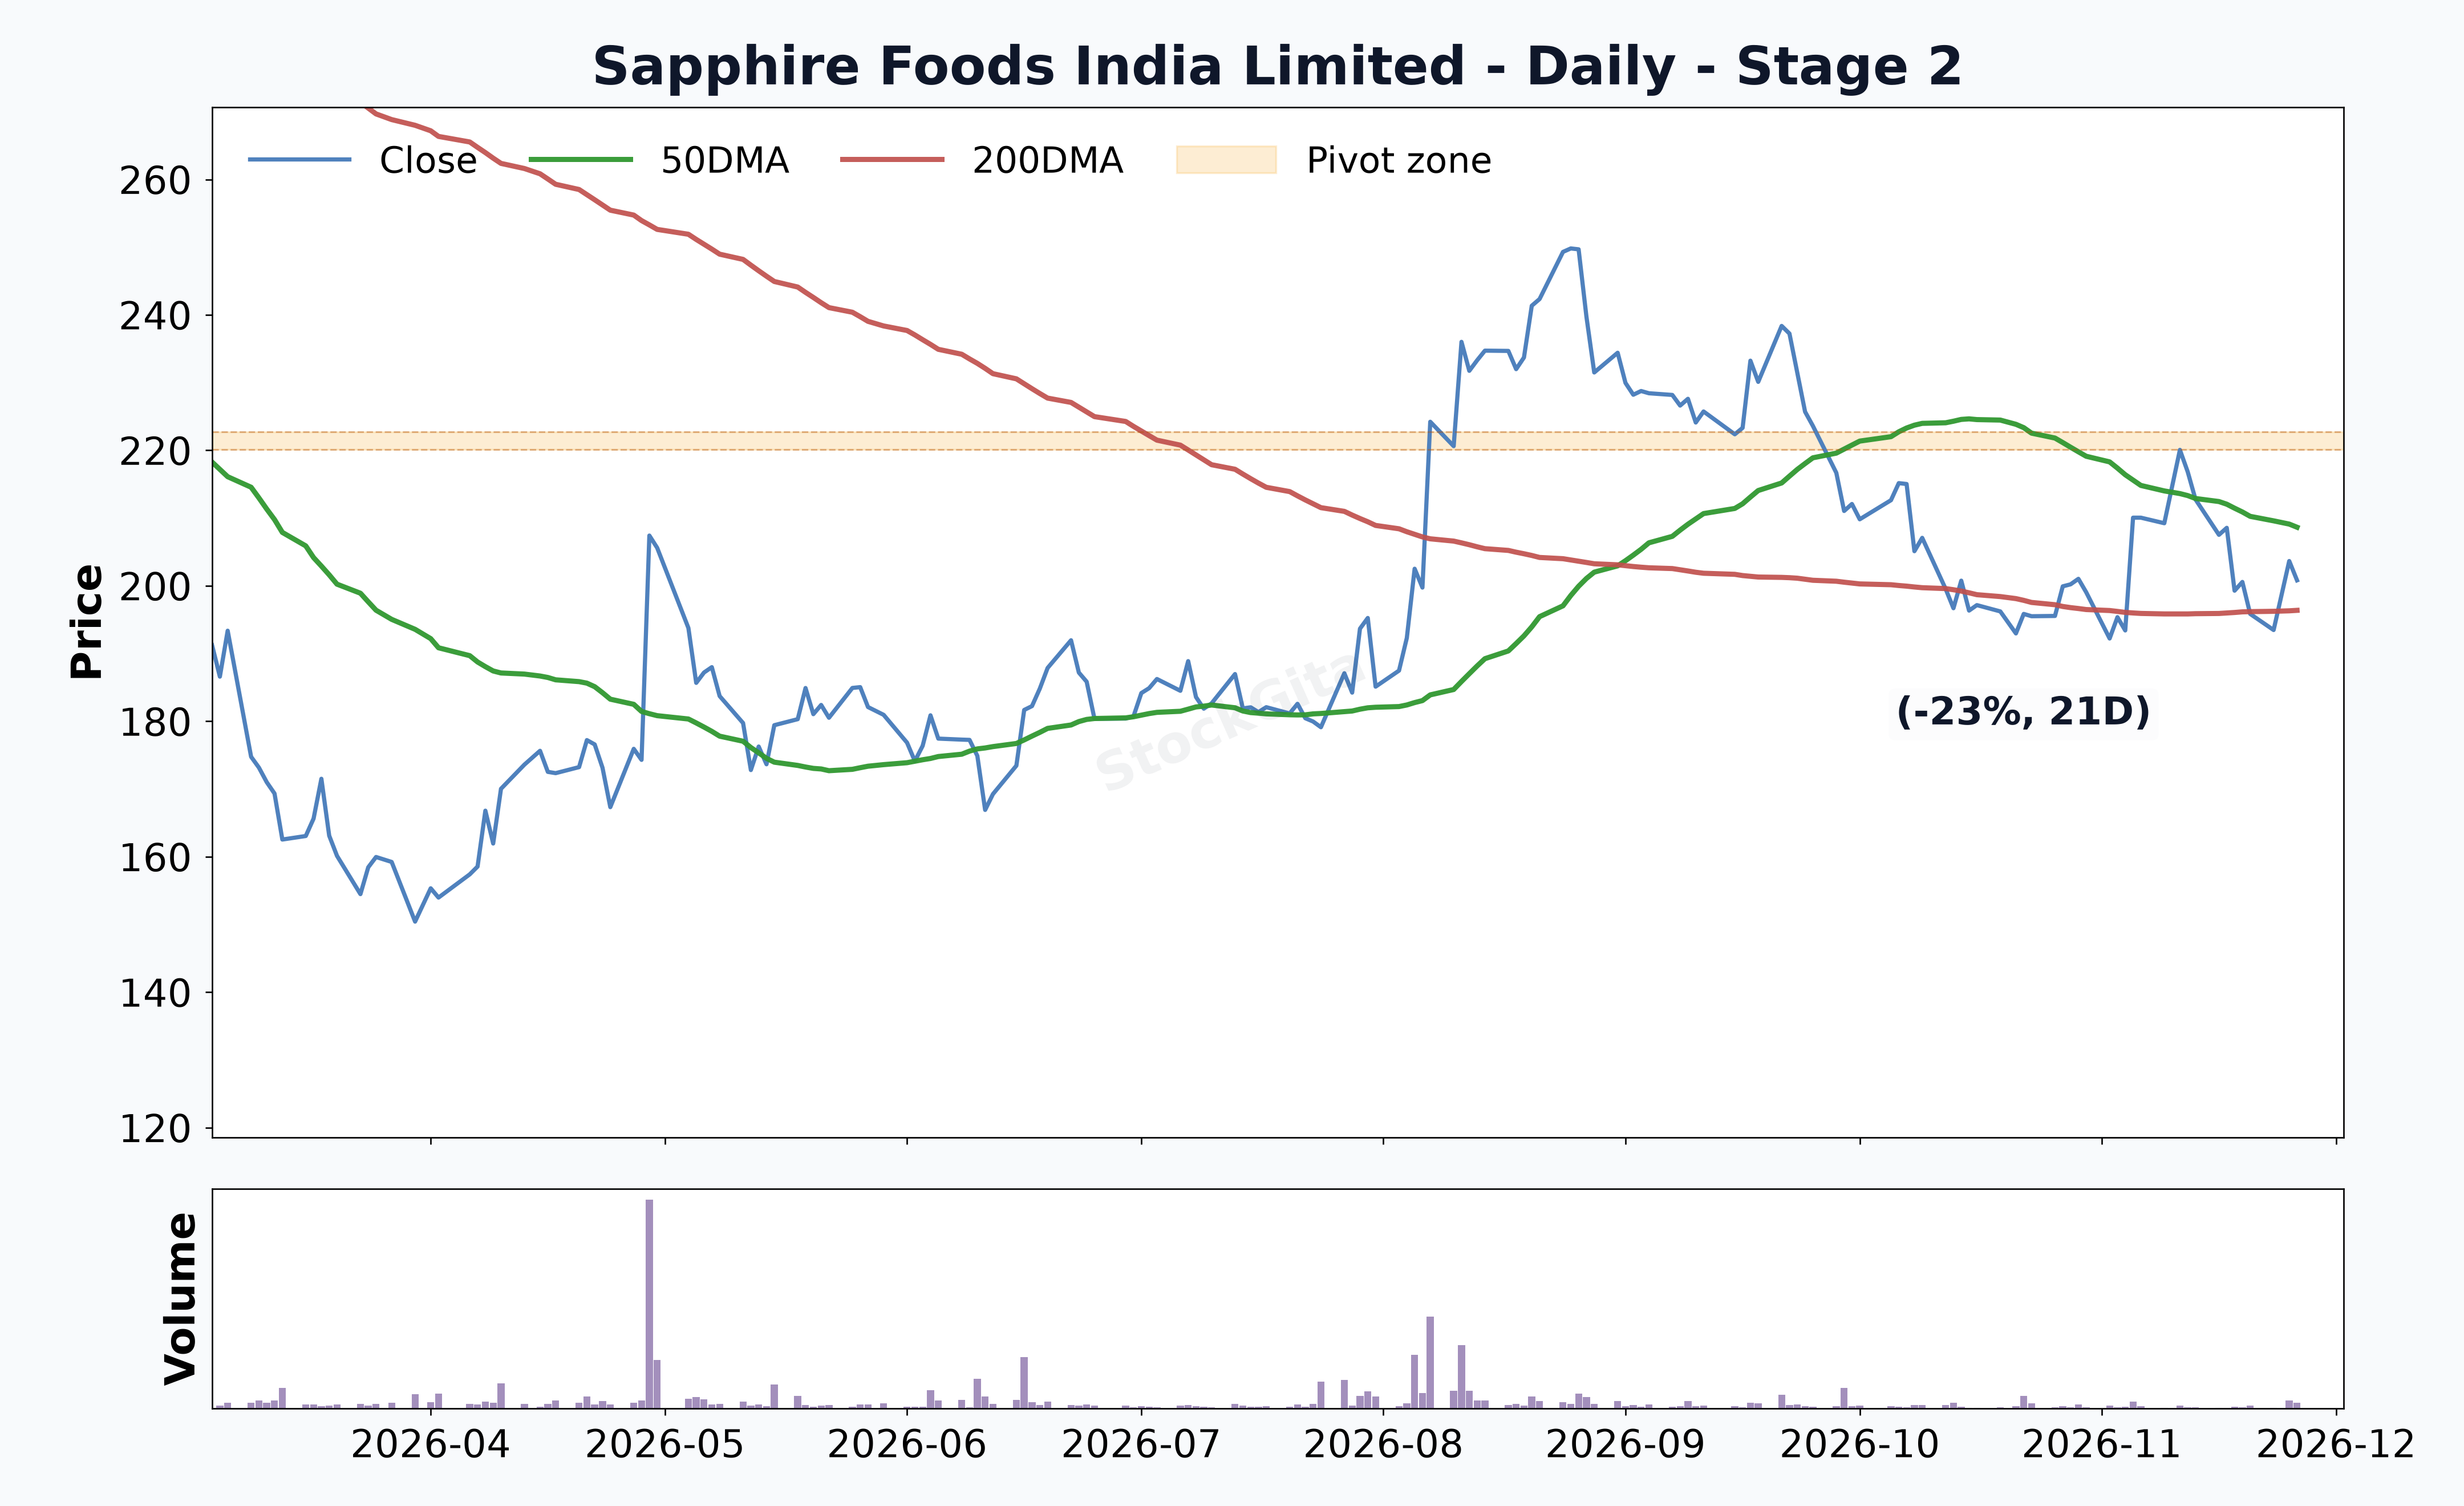 Sapphire Foods India Limited - Daily - Stage 2
Close
50DMA
200DMA
Pivot zone
Price
260
240
220
200
180
160
140
120
StockGita
(-23%, 21D)
Volume
2026-04
2026-05
2026-06
2026-07
2026-08
2026-09
2026-10
2026-11
2026-12